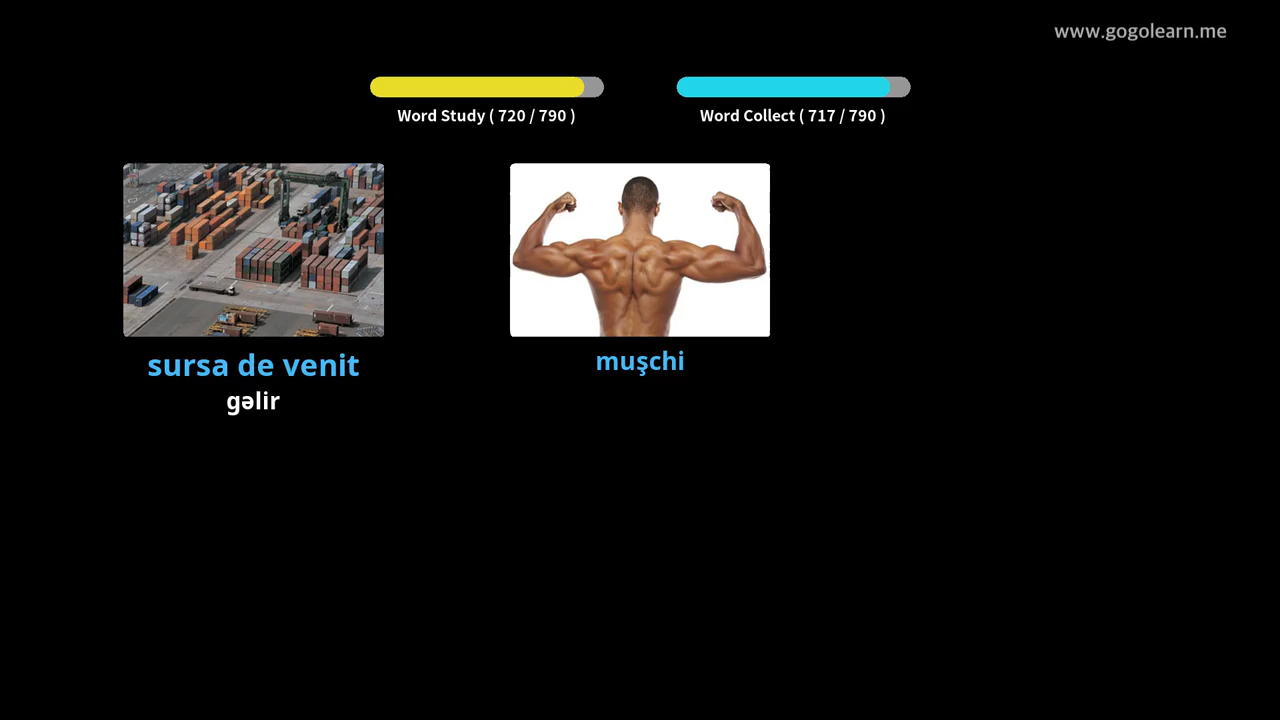 www.gogolearn.me
Word Study ( 720 / 790 )
Word Collect ( 717 / 790 )
sursa de venit
gəlir
muşchi